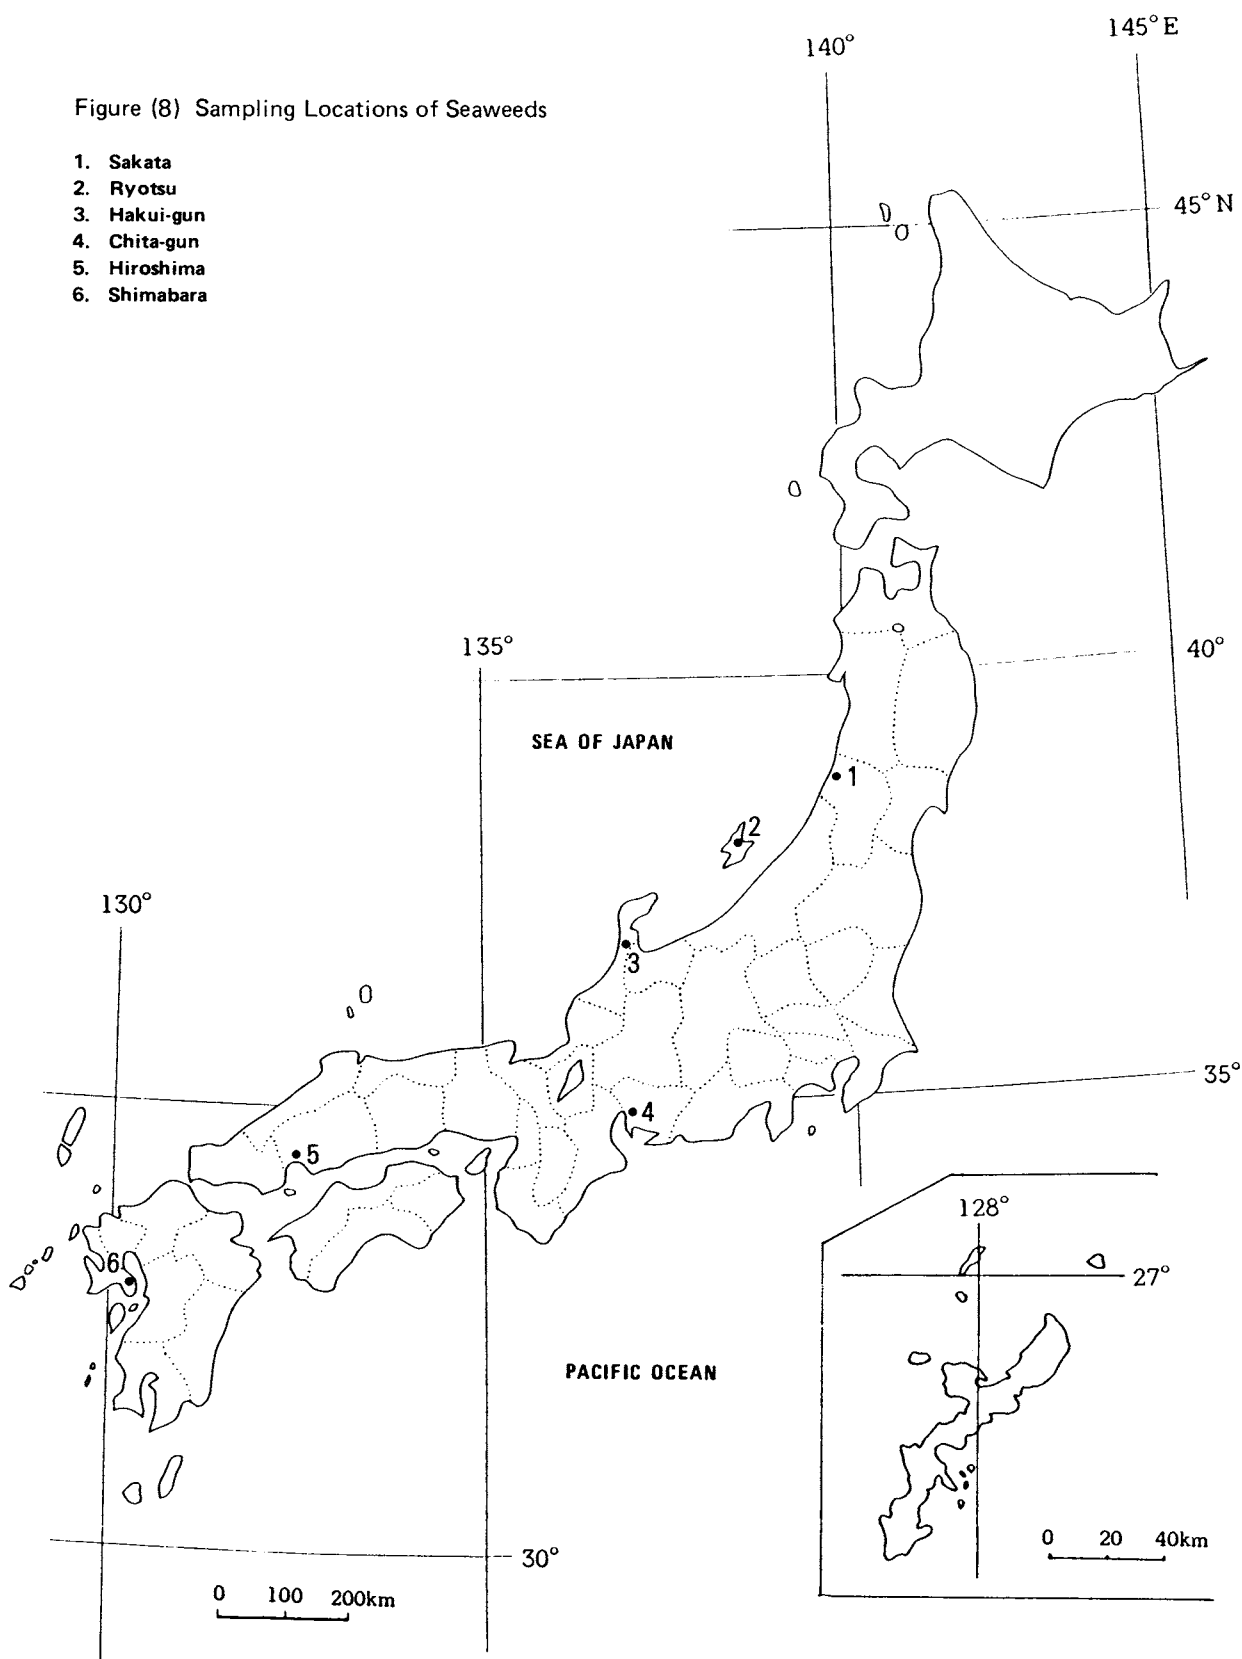 145°E
140°
Figure (8) Sampling Locations of Seaweeds
1. Sakata
2. Ryotsu
3. Hakui-gun
4. Chita-gun
5. Hiroshima
6. Shimabara
45°N
135°
40°
SEA OF JAPAN
1
2
130°
3
35°
4
5
128°
6
27°
PACIFIC OCEAN
0 20 40km
30°
0 100 200km